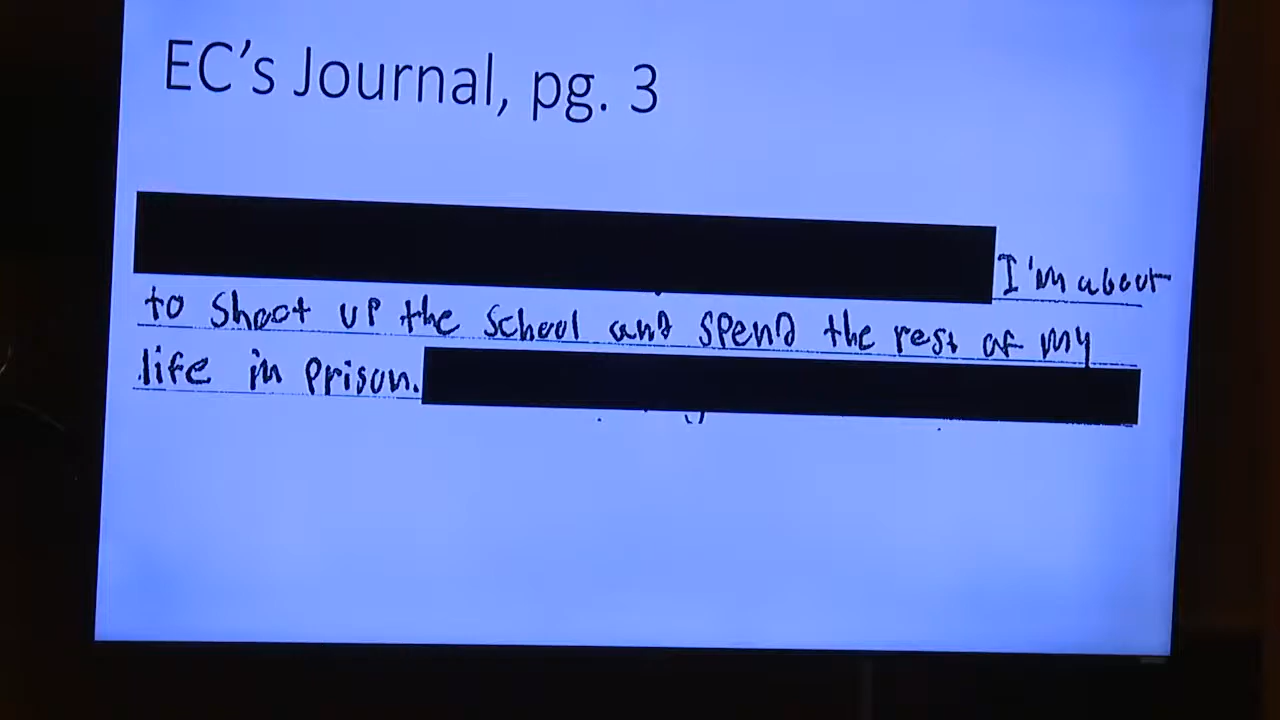 EC's Journal, pg. 3
I'm about
to shoot up the school and spend the rest of my
life in prison.